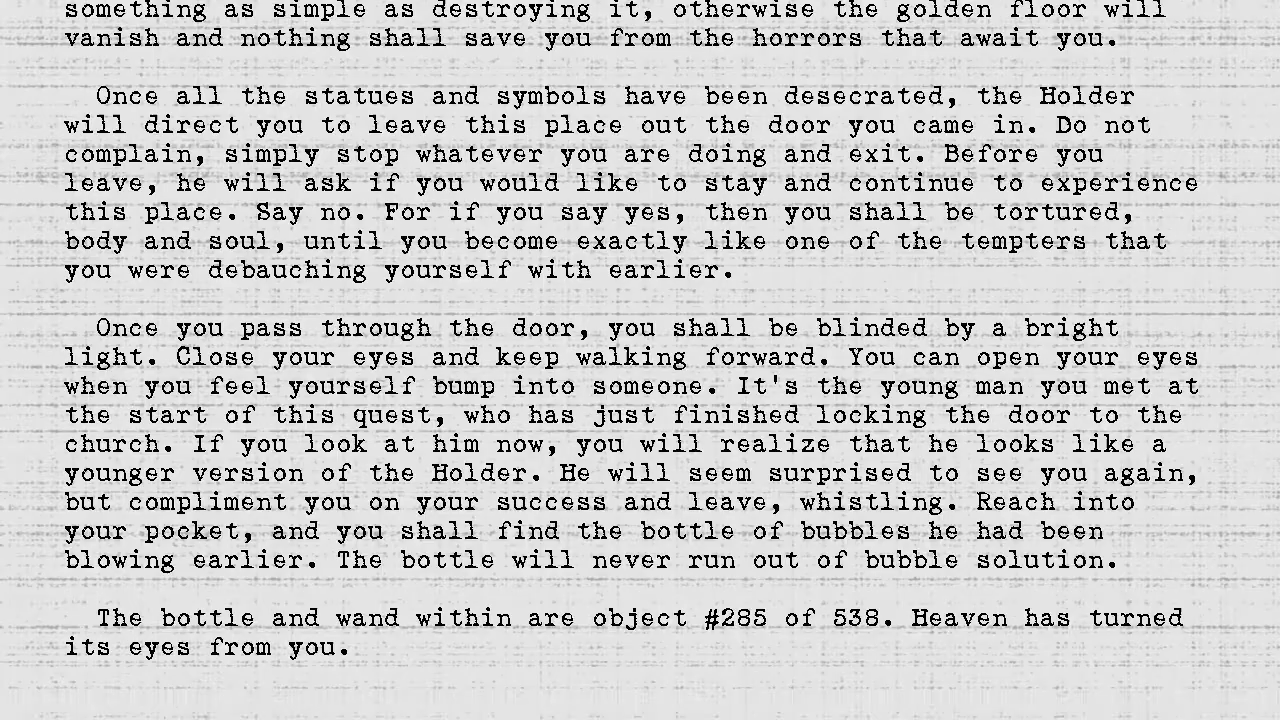 something as simple as destroying it, otherwise the golden floor will
vanish and nothing shall save you from the horrors that await you.
Once all the statues and symbols have been desecrated, the Holder
will direct you to leave this place out the door you came in. Do not
complain, simply stop whatever you are doing and exit. Before you
leave, he will ask if you would like to stay and continue to experience
this place. Say no. For if you say yes, then you shall be tortured,
body and soul, until you become exactly like one of the tempters that
you were debauching yourself with earlier.
Once you pass through the door, you shall be blinded by a bright
light. Close your eyes and keep walking forward. You can open your eyes
when you feel yourself bump into someone. It's the young man you met at
the start of this quest, who has just finished locking the door to the
church. If you look at him now, you will realize that he looks like a
younger version of the Holder. He will seem surprised to see you again,
but compliment you on your success and leave, whistling. Reach into
your pocket, and you shall find the bottle of bubbles he had been
blowing earlier. The bottle will never run out of bubble solution.
The bottle and wand within are object #285 of 538. Heaven has turned
its eyes from you.